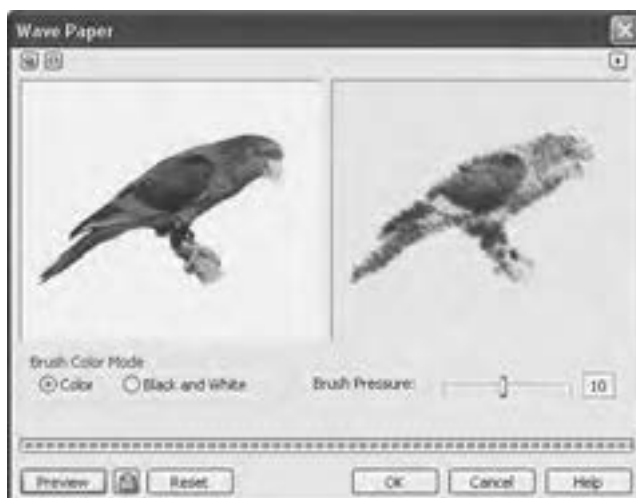 Wave Paper
Brush Color Mode
Color Black and White Brush Pressure: 10
Preview Reset OK Cancel Help